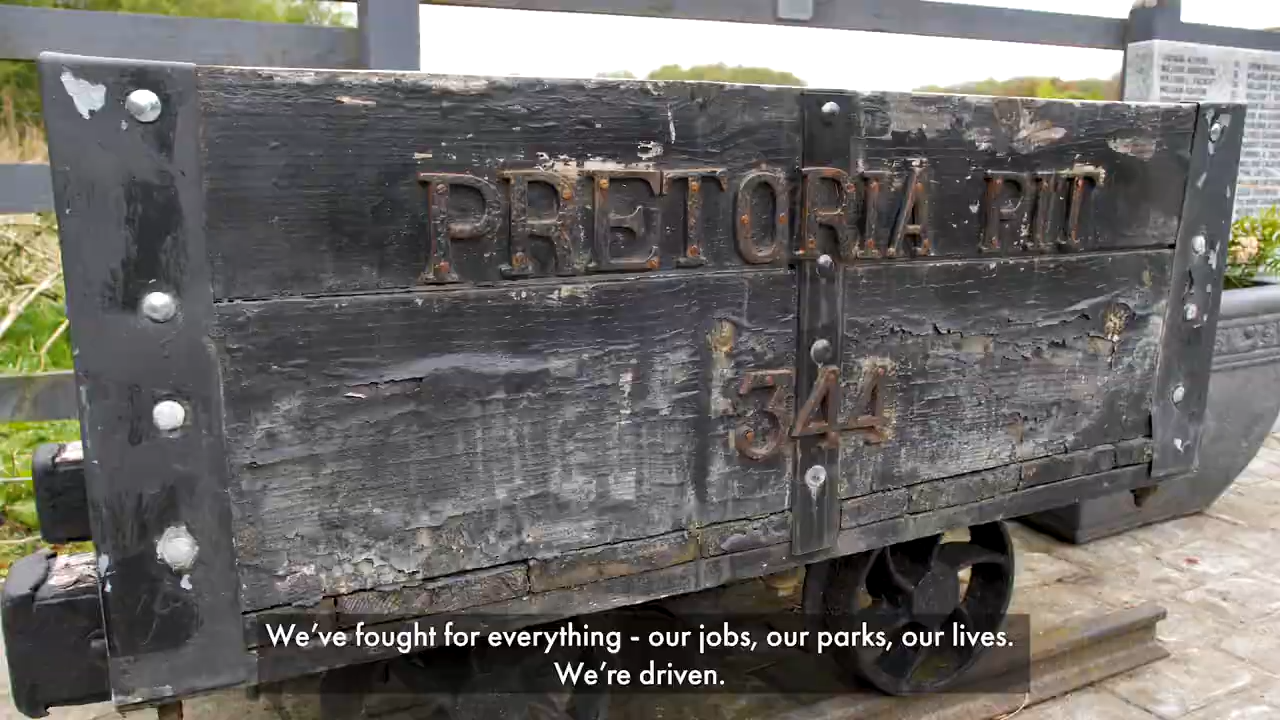 PRETORIA PIT
344
We've fought for everything - our jobs, our parks, our lives.
We're driven.